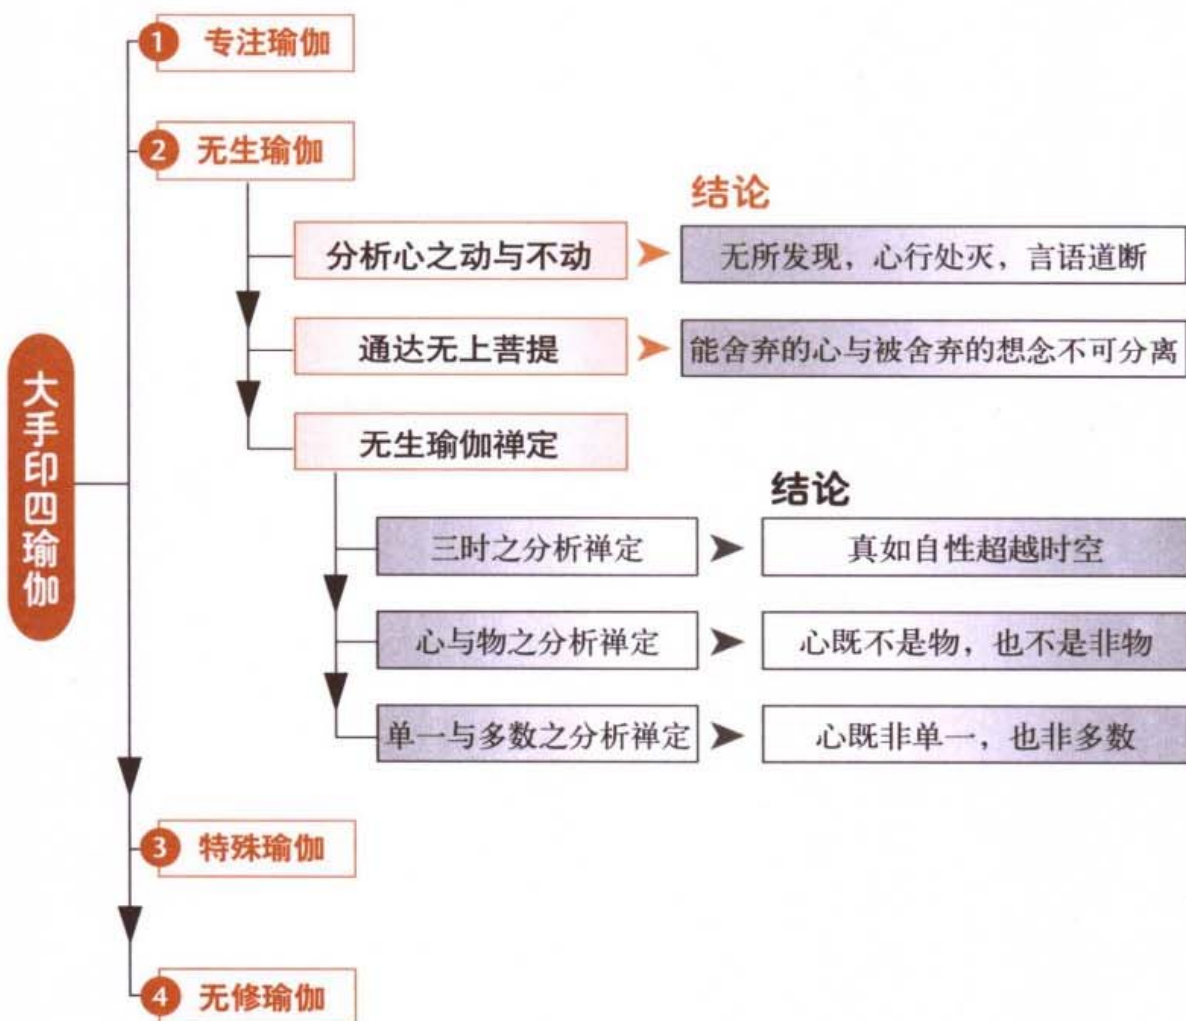 大手印四瑜伽
1 专注瑜伽
2 无生瑜伽
结论
分析心之动与不动
无所发现，心行处灭，言语道断
通达无上菩提
能舍弃的心与被舍弃的想念不可分离
无生瑜伽禅定
结论
三时之分析禅定
真如自性超越时空
心与物之分析禅定
心既不是物，也不是非物
单一与多数之分析禅定
心既非单一，也非多数
3 特殊瑜伽
4 无修瑜伽